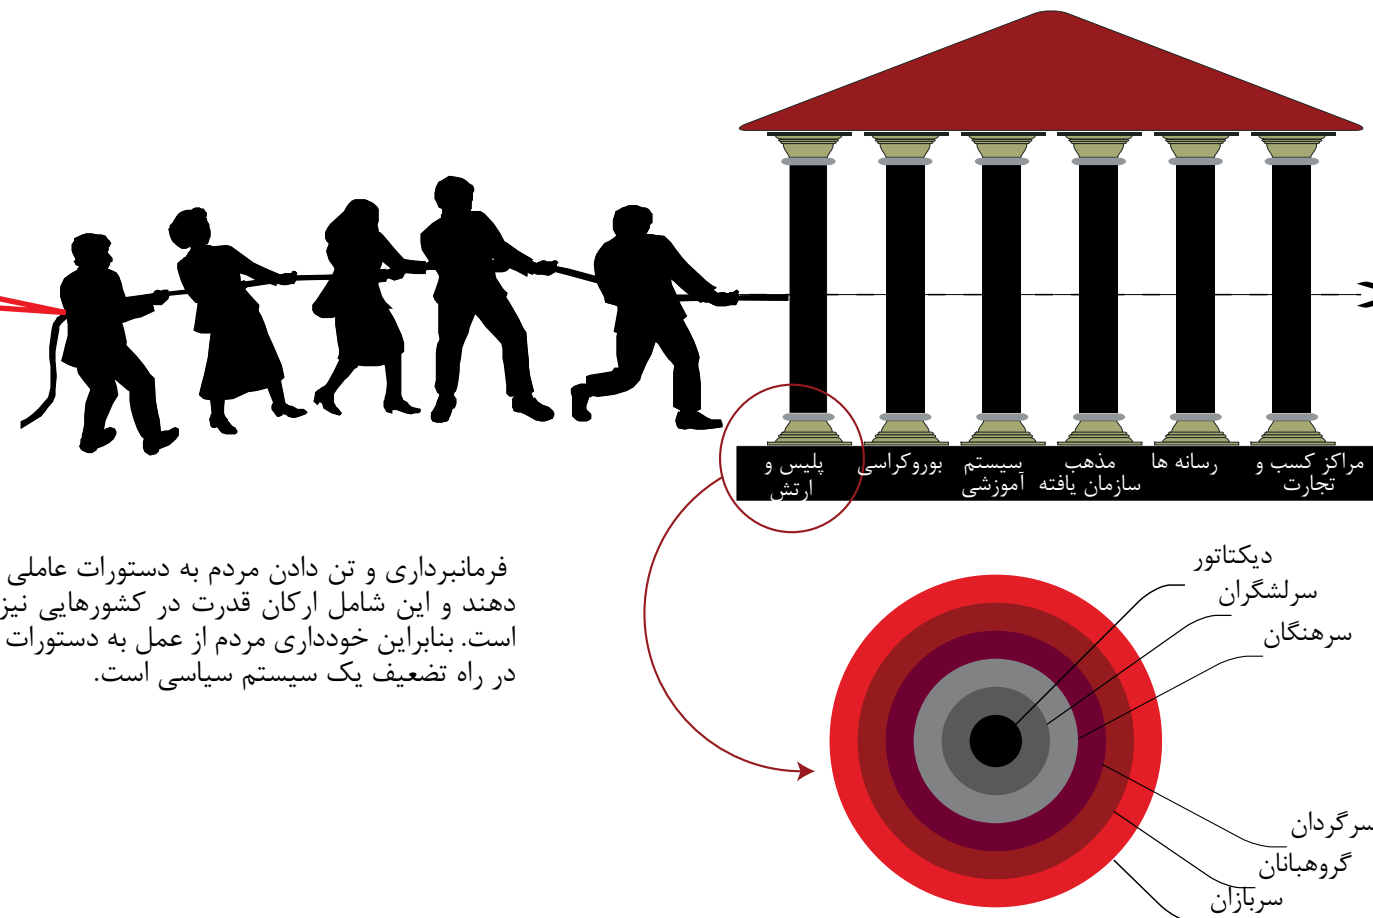 پلیس و
ارتش
بوروکراسی
سیستم
آموزشی
مذهب
سازمان یافته
رسانه ها
مراکز کسب و
تجارت
فرمانبرداری و تن دادن مردم به دستورات عاملی
دهند و این شامل ارکان قدرت در کشورهایی نیز
است. بنابراین خودداری مردم از عمل به دستورات
در راه تضعیف یک سیستم سیاسی است.
دیکتاتور
سرلشگران
سرهنگان
سرگردان
گروهبانان
سربازان